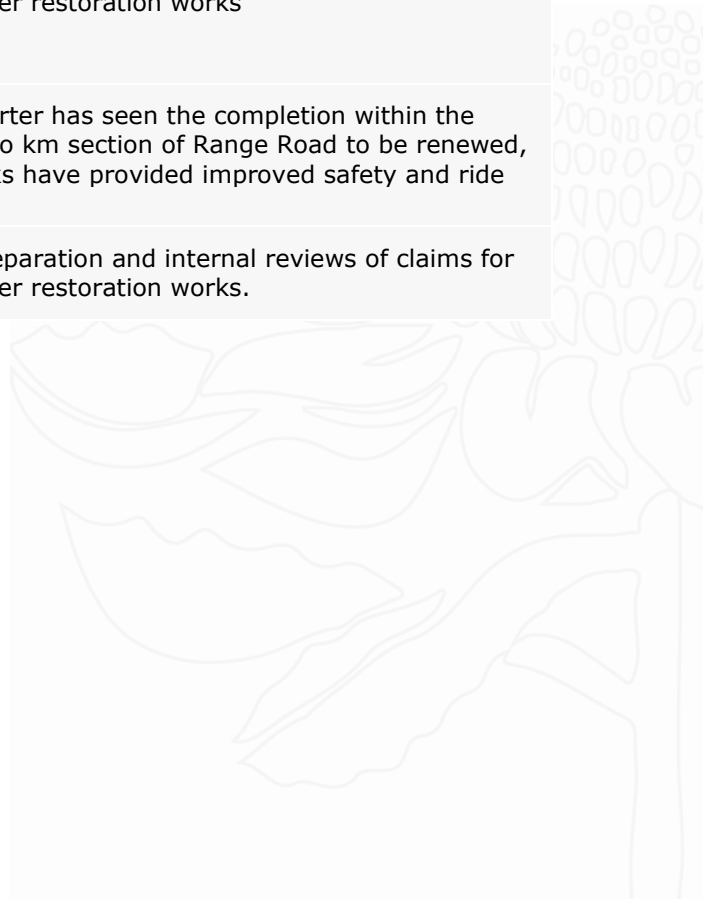 er restoration works
rter has seen the completion within the
o km section of Range Road to be renewed,
ks have provided improved safety and ride
eparation and internal reviews of claims for
er restoration works.